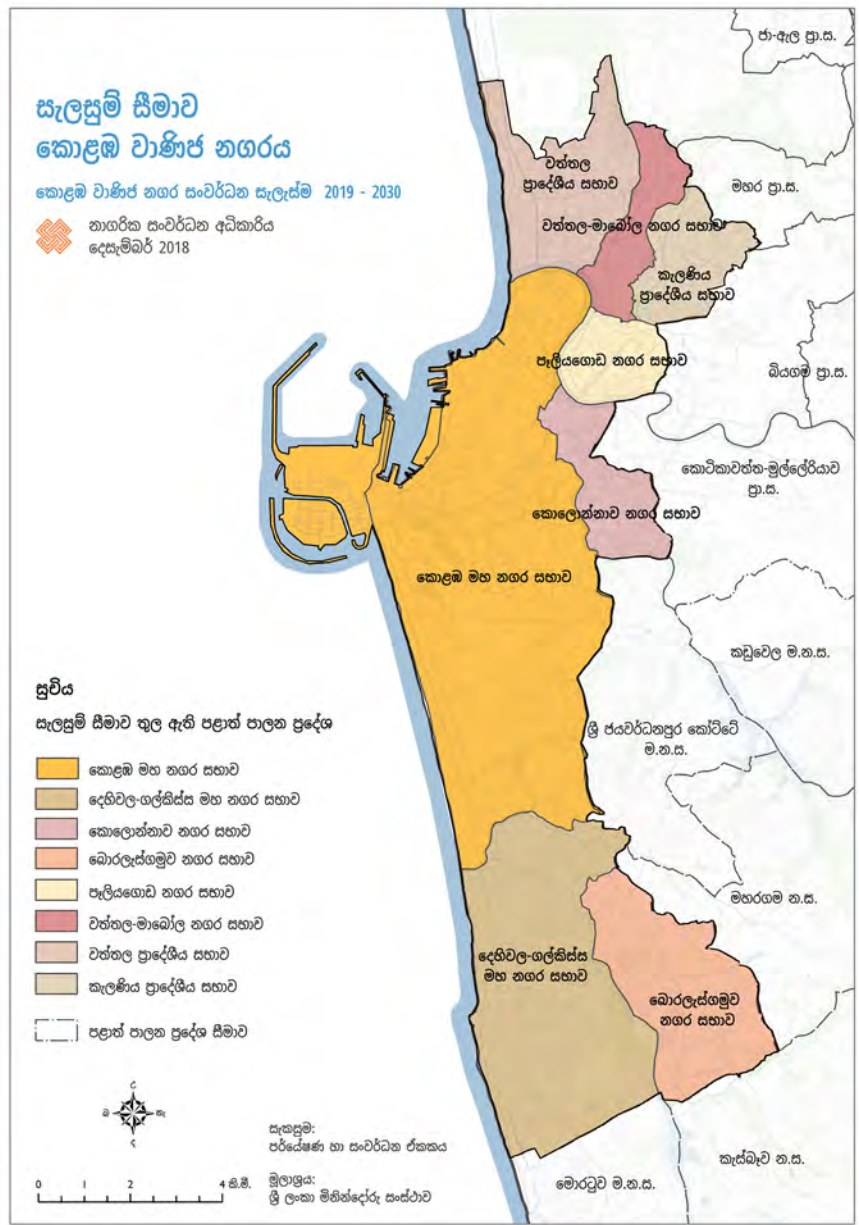 සැලසුම් සීමාව
කොළඹ වාණිජ නගරය
කොළඹ වාණිජ නගර සංවර්ධන සැලැස්ම 2019 - 2030
නාගරික සංවර්ධන අධිකාරිය
දෙසැම්බර් 2018
ජා-ඇල ප්‍රා.ස.
වත්තල
ප්‍රාදේශීය සභාව
මහර ප්‍රා.ස.
වත්තල-මාබෝල නගර සභාව
කැලණිය
ප්‍රාදේශීය සභාව
පෑලියගොඩ නගර සභාව
බියගම ප්‍රා.ස.
කොටිකාවත්ත-මුල්ලේරියාව
ප්‍රා.ස.
කොලොන්නාව නගර සභාව
කොළඹ මහ නගර සභාව
කඩුවෙල ම.න.ස.
ශ්‍රී ජයවර්ධනපුර කෝට්ටේ
ම.න.ස.
මහරගම න.ස.
දෙහිවල-ගල්කිස්ස
මහ නගර සභාව
බොරලැස්ගමුව
නගර සභාව
කැස්බෑව න.ස.
මොරටුව ම.න.ස.
සුචිය
සැලසුම් සීමාව තුල ඇති පළාත් පාලන ප්‍රදේශ
කොළඹ මහ නගර සභාව
දෙහිවල-ගල්කිස්ස මහ නගර සභාව
කොලොන්නාව නගර සභාව
බොරලැස්ගමුව නගර සභාව
පෑලියගොඩ නගර සභාව
වත්තල-මාබෝල නගර සභාව
වත්තල ප්‍රාදේශීය සභාව
කැලණිය ප්‍රාදේශීය සභාව
පළාත් පාලන ප්‍රදේශ සීමාව
උ
බ
නැ
ද
සැකසුම:
පර්යේෂණ හා සංවර්ධන ඒකකය
0 1 2 4 කි.මී.
මූලාශ්‍රය:
ශ්‍රී ලංකා මිනින්දෝරු සංස්ථාව